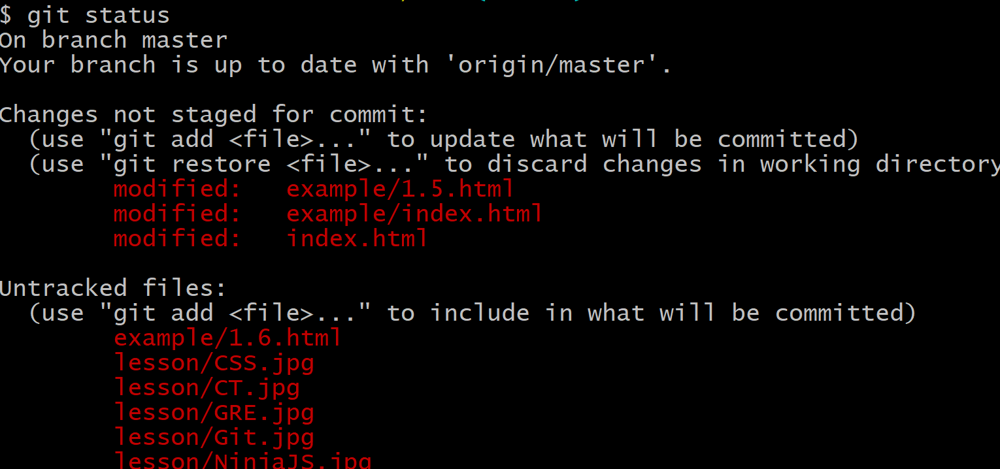 $ git status
On branch master
Your branch is up to date with 'origin/master'.
Changes not staged for commit:
(use "git add <file>..." to update what will be committed)
(use "git restore <file>..." to discard changes in working directory
modified: example/1.5.html
modified: example/index.html
modified: index.html
Untracked files:
(use "git add <file>..." to include in what will be committed)
example/1.6.html
lesson/CSS.jpg
lesson/CT.jpg
lesson/GRE.jpg
lesson/Git.jpg
lesson/NinjaJS.jpg